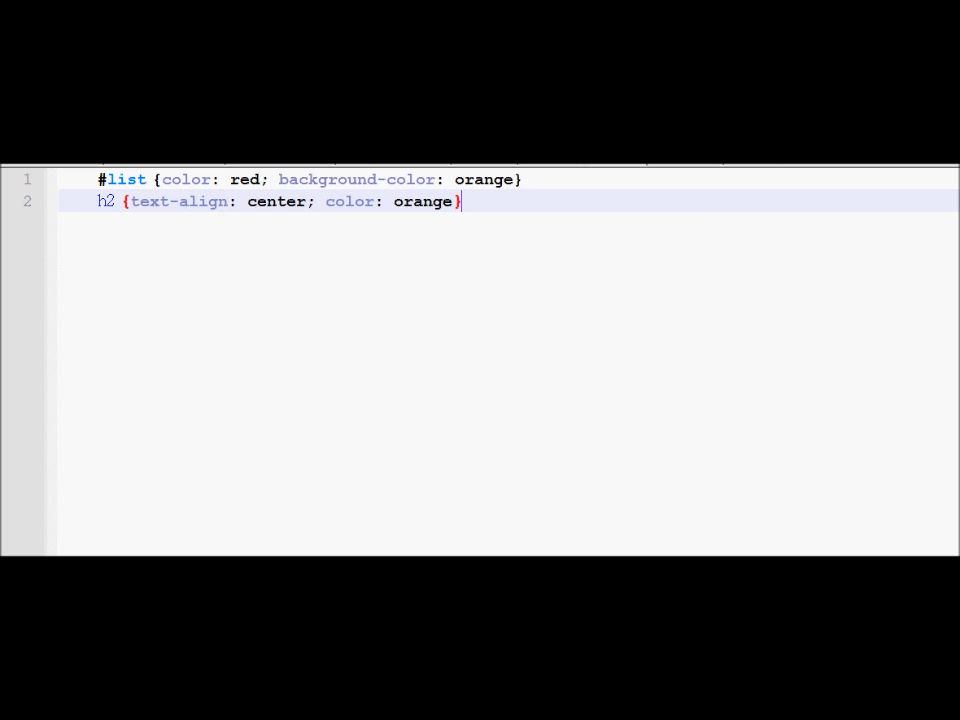 1 #list {color: red; background-color: orange}
2 h2 {text-align: center; color: orange}